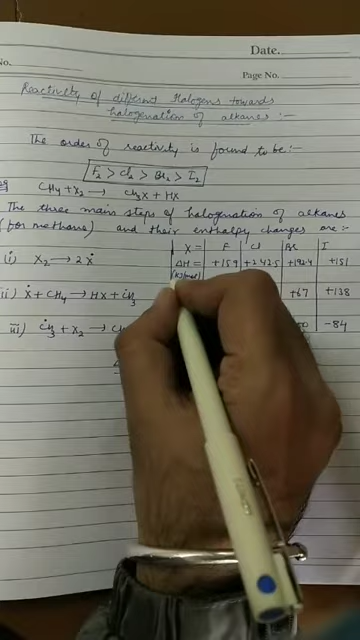 Date.
No.
Page No.
Reactivity of different Halogens towards
halogenation of alkanes :-
The order of reactivity is found to be:-
F₂ > Cl₂ > Br₂ > I₂
CH₄ + X₂ → CH₃X + HX
The three main steps of halogenation of alkanes
(for methane) and their enthalpy changes are :-
X = F Cl Br I
(i) X₂ → 2Ẋ ΔH = +159 +242.5 +192.4 +151
(kJ/mol)
ii) Ẋ + CH₄ → HX + ĊH₃ +67 +138
iii) ĊH₃ + X₂ → -84